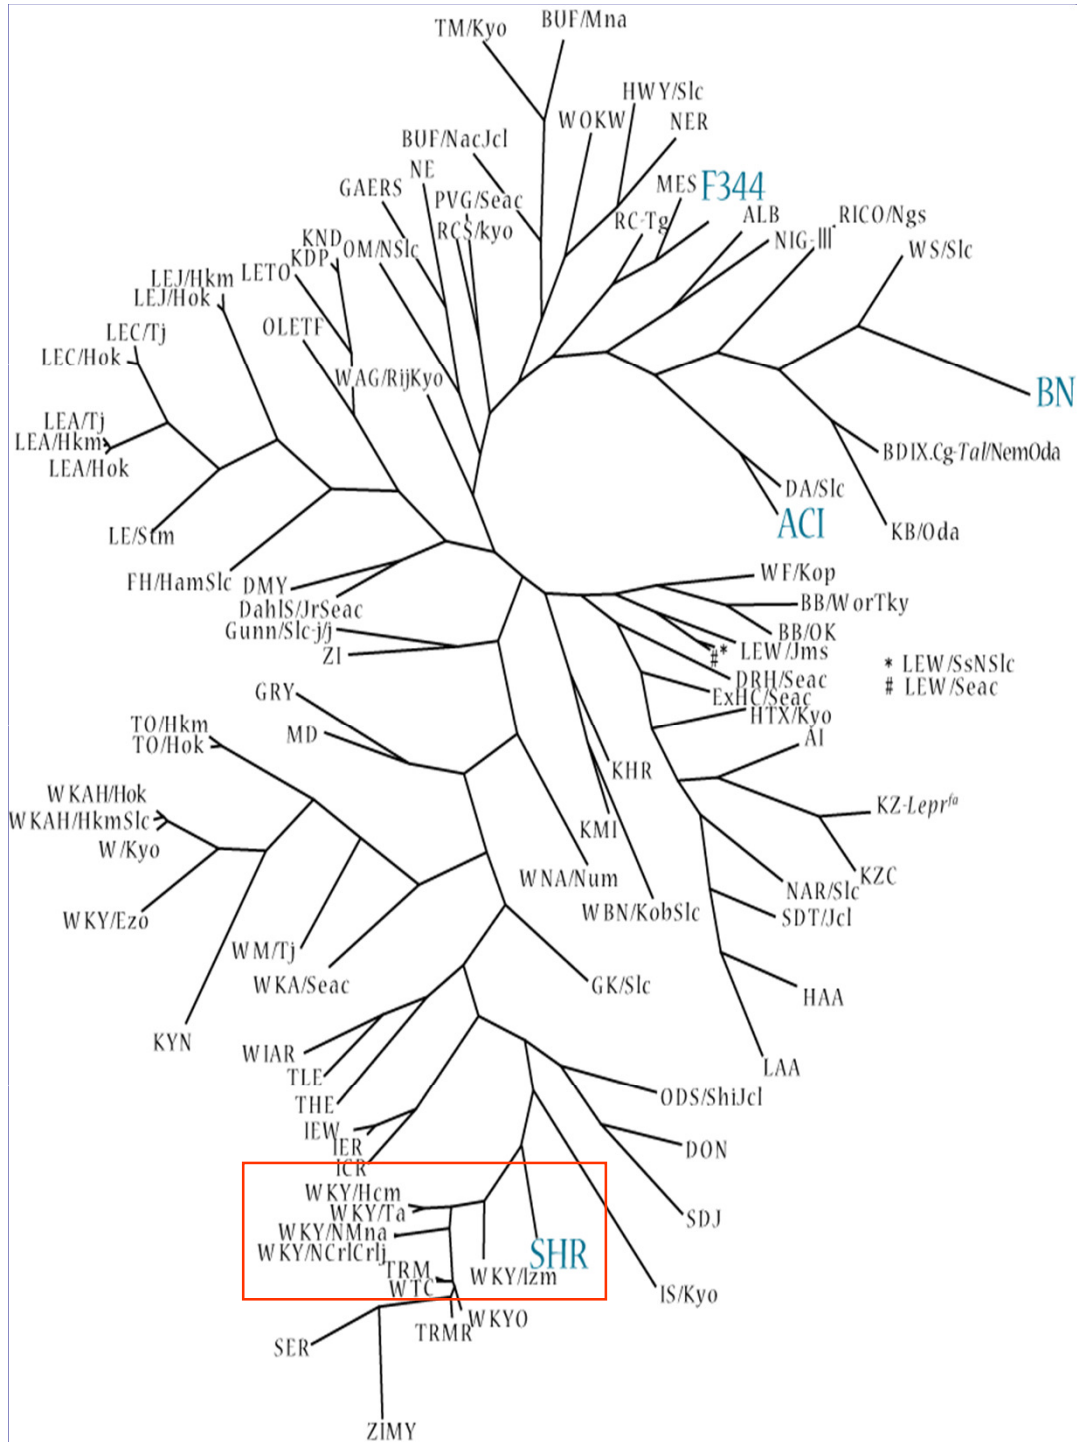 BUF/Mna
TM/Kyo
HWY/Slc
WOKW
NER
BUF/NacJcl
NE
GAERS
PVG/Seac
MES
F344
RCS/kyo
RC-Tg
ALB
RICO/Ngs
NIG-III
WS/Slc
KND
KDP
OM/NSlc
LETO
LEJ/Hkm
LEJ/Hok
OLETF
LEC/Tj
LEC/Hok
WAG/RijKyo
BN
LEA/Tj
LEA/Hkm
LEA/Hok
BDIX.Cg-Tal/NemOda
DA/Slc
ACI
KB/Oda
LE/Stm
FH/HamSlc
DMY
DahlS/JrSeac
Gunn/Slc-j/j
ZI
WF/Kop
BB/WorTky
BB/OK
#*
LEW/Jms
* LEW/SsNSlc
# LEW/Seac
DRH/Seac
ExHC/Seac
HTX/Kyo
AI
GRY
MD
TO/Hkm
TO/Hok
KHR
KZ-Lepr^fa
WKAH/Hok
WKAH/HkmSlc
W/Kyo
KMI
WNA/Num
WBN/KobSlc
KZC
NAR/Slc
SDT/Jcl
WKY/Ezo
WM/Tj
WKA/Seac
GK/Slc
HAA
KYN
WIAR
TLE
THE
LAA
ODS/ShiJcl
IEW
IER
ICR
DON
WKY/Hcm
WKY/Ta
WKY/NMna
WKY/NCrlCrlj
SDJ
SHR
TRM
WTC
WKY/Izm
IS/Kyo
WKYO
TRMR
SER
ZIMY